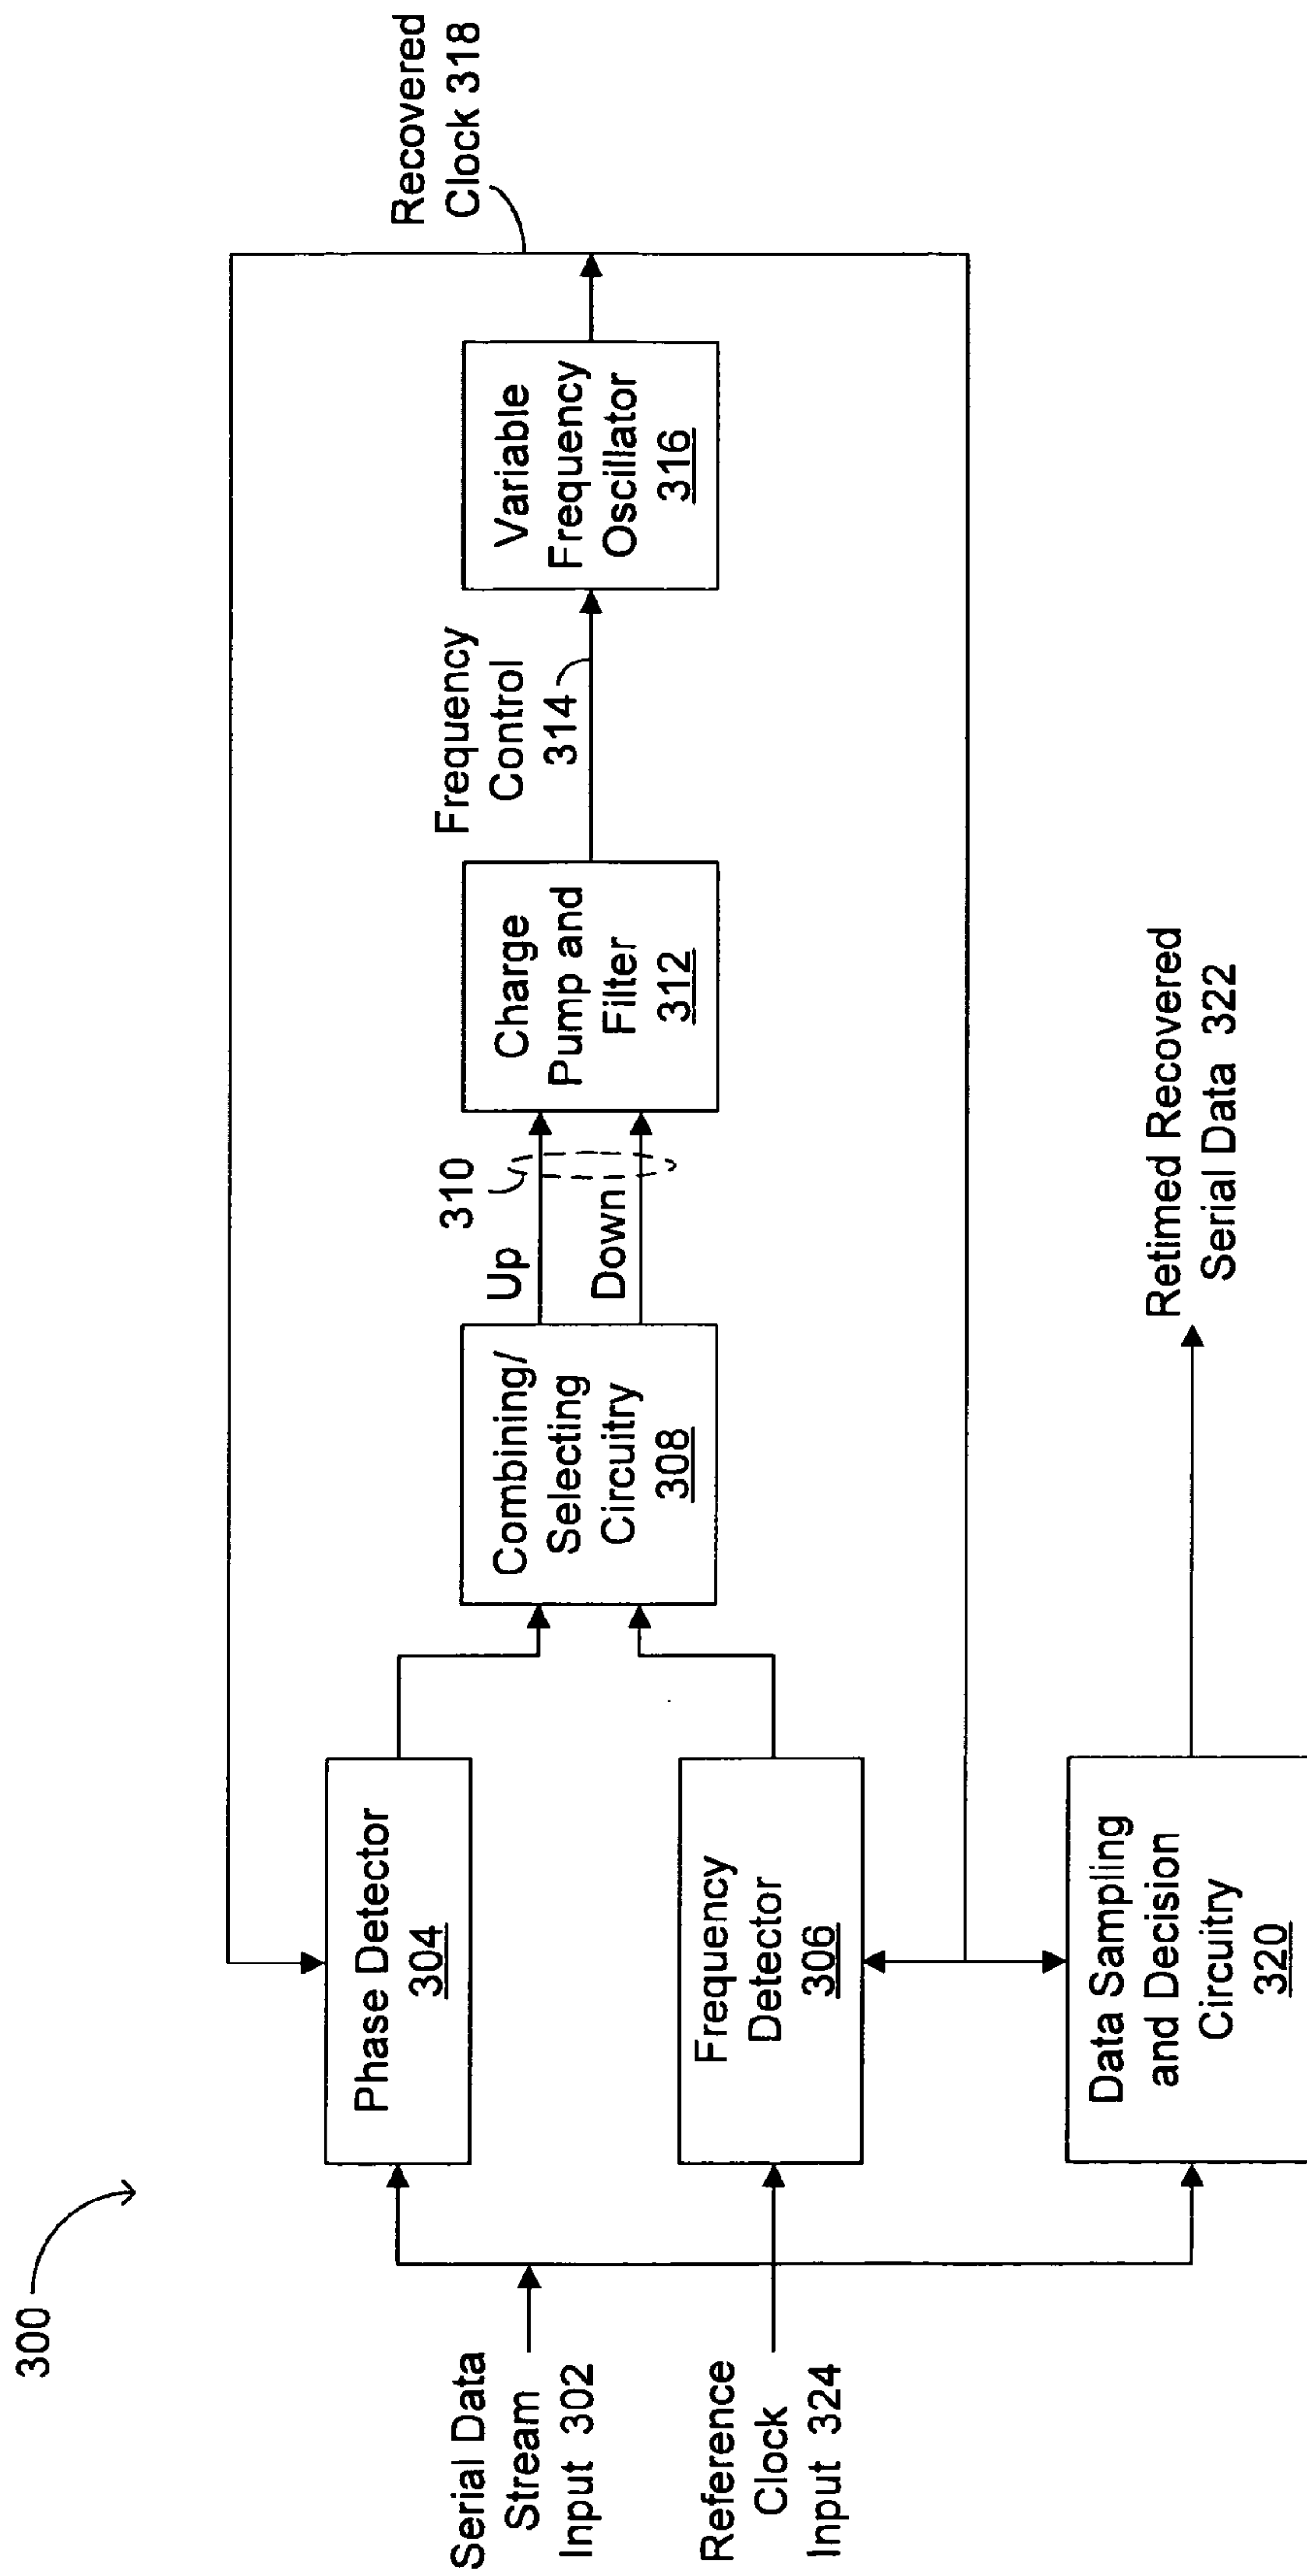 300
Recovered
Clock 318
Serial Data
Stream
Input 302
Phase Detector
304
Combining/
Selecting
Circuitry
308
Up
310
Down
Charge
Pump and
Filter
312
Frequency
Control
314
Variable
Frequency
Oscillator
316
Reference
Clock
Input 324
Frequency
Detector
306
Data Sampling
and Decision
Circuitry
320
Retimed Recovered
Serial Data 322